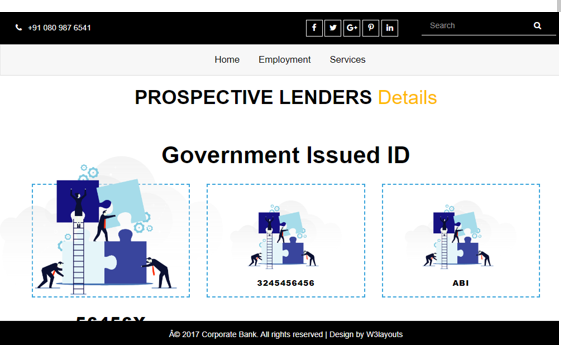 +91 080 987 6541
Search
Home Employment Services
PROSPECTIVE LENDERS Details
Government Issued ID
3245456456
ABI
Â© 2017 Corporate Bank. All rights reserved | Design by W3layouts